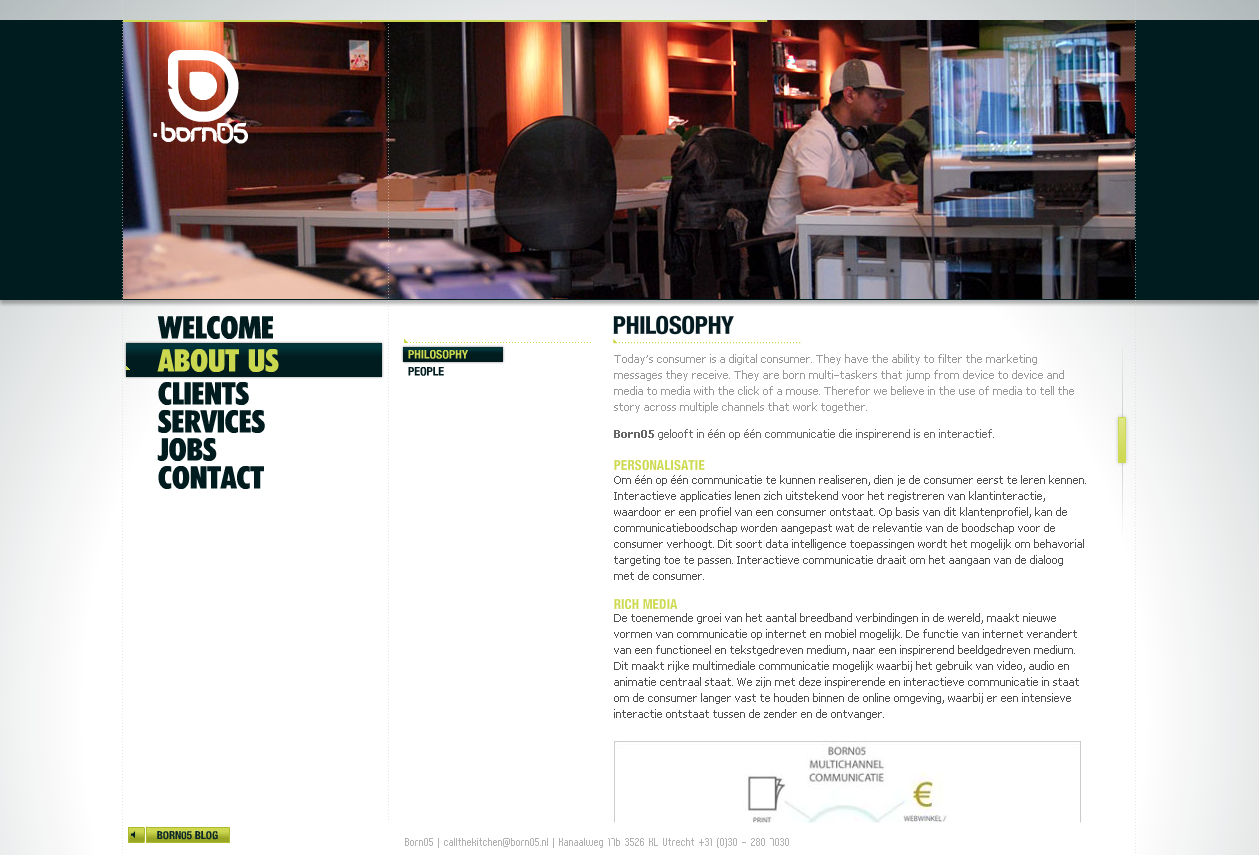 born05
WELCOME
ABOUT US
CLIENTS
SERVICES
JOBS
CONTACT
PHILOSOPHY
PEOPLE
PHILOSOPHY
Today's consumer is a digital consumer. They have the ability to filter the marketing
messages they receive. They are born multi-taskers that jump from device to device and
media to media with the click of a mouse. Therefor we believe in the use of media to tell the
story across multiple channels that work together.
Born05 gelooft in één op één communicatie die inspirerend is en interactief.
PERSONALISATIE
Om één op één communicatie te kunnen realiseren, dien je de consumer eerst te leren kennen.
Interactieve applicaties lenen zich uitstekend voor het registreren van klantinteractie,
waardoor er een profiel van een consumer ontstaat. Op basis van dit klantenprofiel, kan de
communicatieboodschap worden aangepast wat de relevantie van de boodschap voor de
consumer verhoogt. Dit soort data intelligence toepassingen wordt het mogelijk om behavorial
targeting toe te passen. Interactieve communicatie draait om het aangaan van de dialoog
met de consumer.
RICH MEDIA
De toenemende groei van het aantal breedband verbindingen in de wereld, maakt nieuwe
vormen van communicatie op internet en mobiel mogelijk. De functie van internet verandert
van een functioneel en tekstgedreven medium, naar een inspirerend beeldgedreven medium.
Dit maakt rijke multimediale communicatie mogelijk waarbij het gebruik van video, audio en
animatie centraal staat. We zijn met deze inspirerende en interactieve communicatie in staat
om de consumer langer vast te houden binnen de online omgeving, waarbij er een intensieve
interactie ontstaat tussen de zender en de ontvanger.
BORN05
MULTICHANNEL
COMMUNICATIE
€
PRINT
WEBWINKEL /
BORN05 BLOG
Born05 | callthekitchen@born05.nl | Kanaalweg 17b 3526 KL Utrecht +31 (0)30 - 280 7030